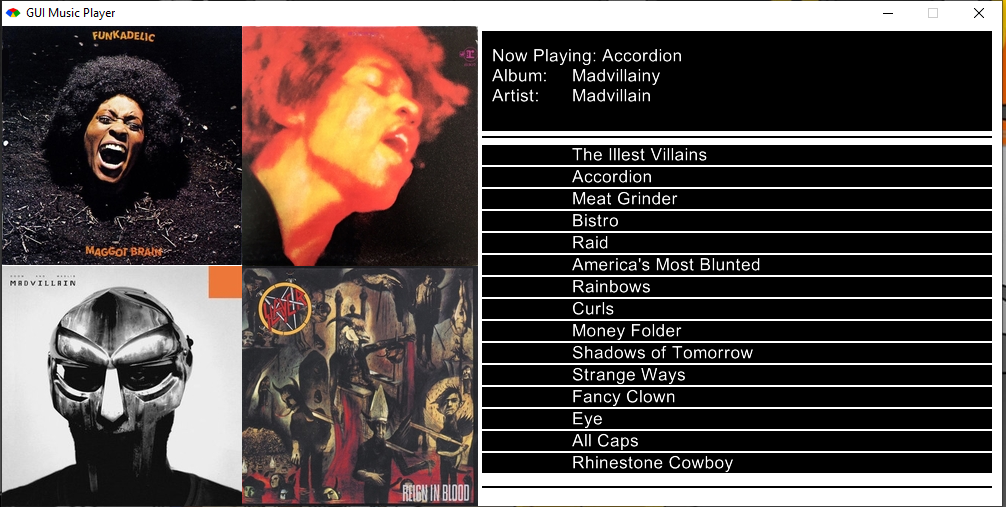 GUI Music Player
FUNKADELIC
MAGGOT BRAIN
MADVILLAIN
SLAYER
REIGN IN BLOOD
Now Playing: Accordion
Album: Madvillainy
Artist: Madvillain
The Illest Villains
Accordion
Meat Grinder
Bistro
Raid
America's Most Blunted
Rainbows
Curls
Money Folder
Shadows of Tomorrow
Strange Ways
Fancy Clown
Eye
All Caps
Rhinestone Cowboy